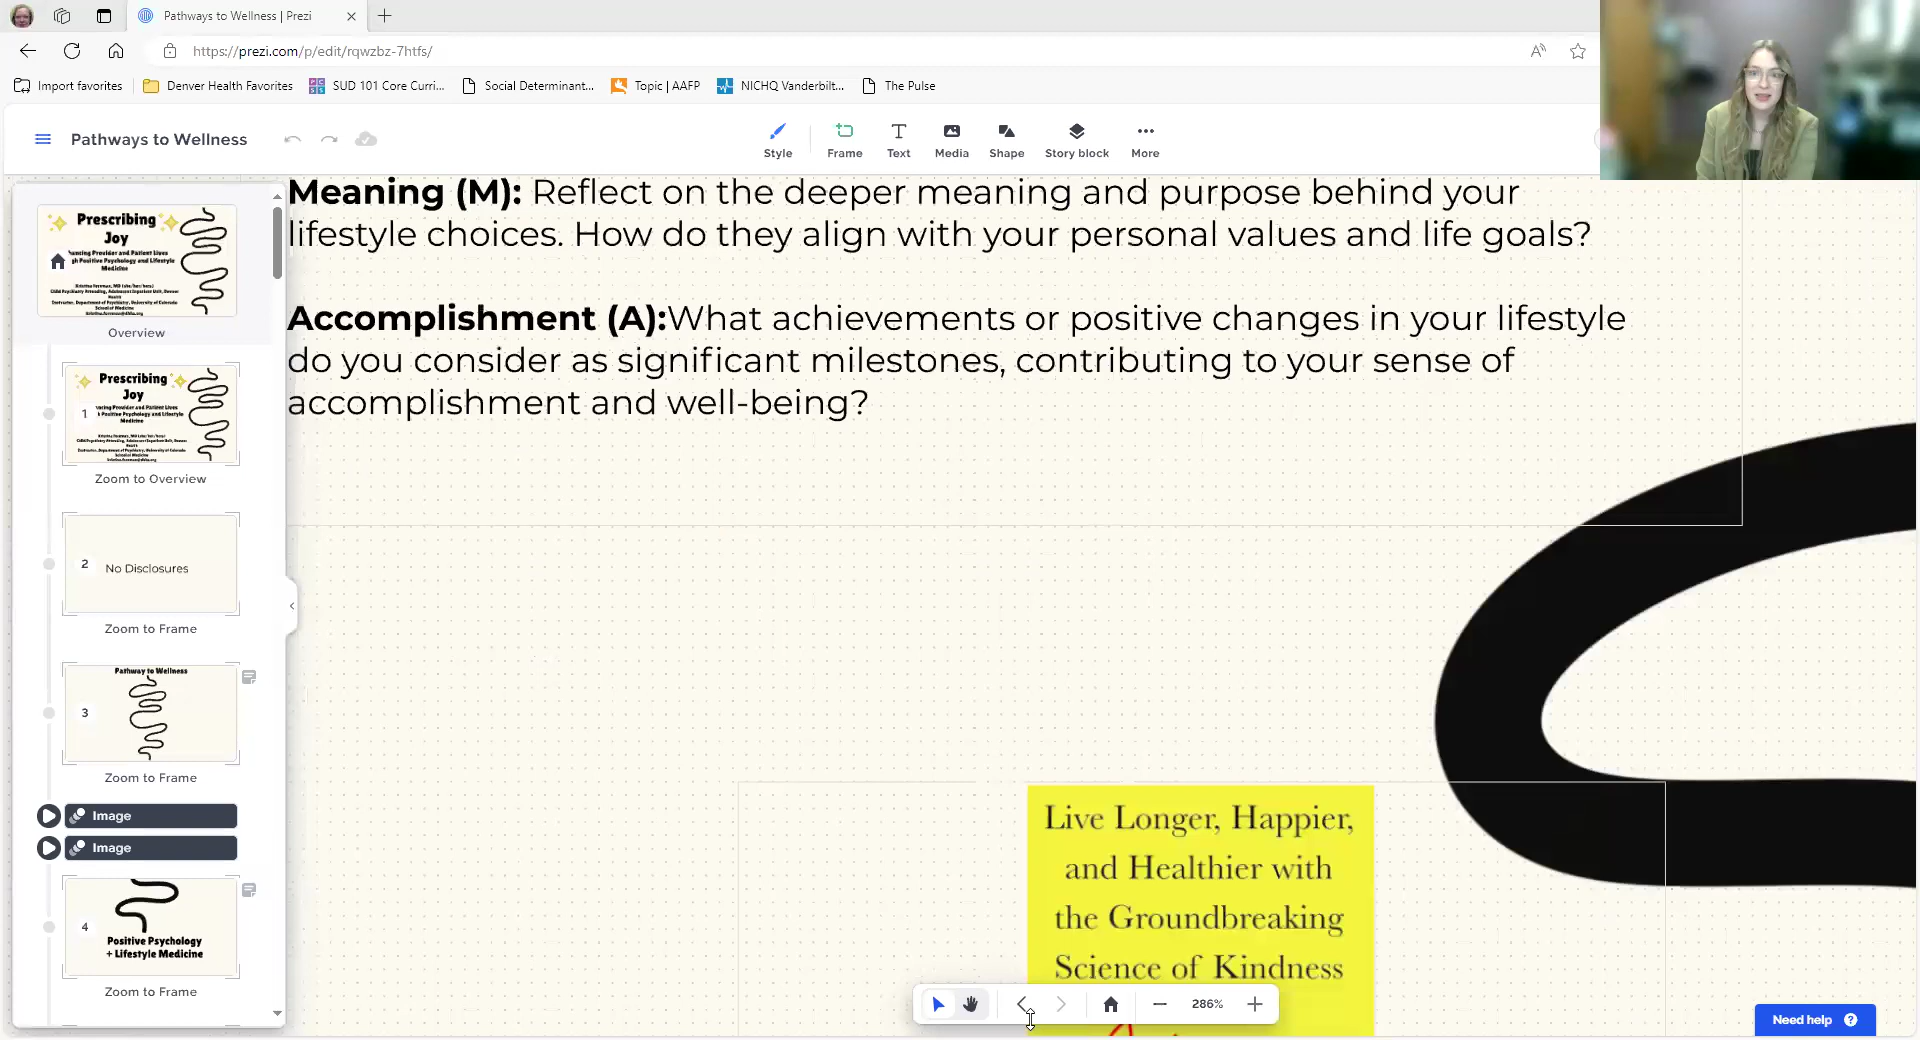 Pathways to Wellness | Prezi
https://prezi.com/p/edit/rqwzbz-7htfs/
Import favorites
Denver Health Favorites
SUD 101 Core Curri...
Social Determinant...
Topic | AAFP
NICHQ Vanderbilt...
The Pulse
Pathways to Wellness
Style
Frame
Text
Media
Shape
Story block
More
Prescribing
Joy
Medicine
Overview
1
Prescribing
Joy
Medicine
Zoom to Overview
2
No Disclosures
Zoom to Frame
Pathway to Wellness
3
Zoom to Frame
Image
Image
4
Positive Psychology
+ Lifestyle Medicine
Zoom to Frame
Meaning (M): Reflect on the deeper meaning and purpose behind your
lifestyle choices. How do they align with your personal values and life goals?
Accomplishment (A):What achievements or positive changes in your lifestyle
do you consider as significant milestones, contributing to your sense of
accomplishment and well-being?
Live Longer, Happier,
and Healthier with
the Groundbreaking
Science of Kindness
286%
Need help ?